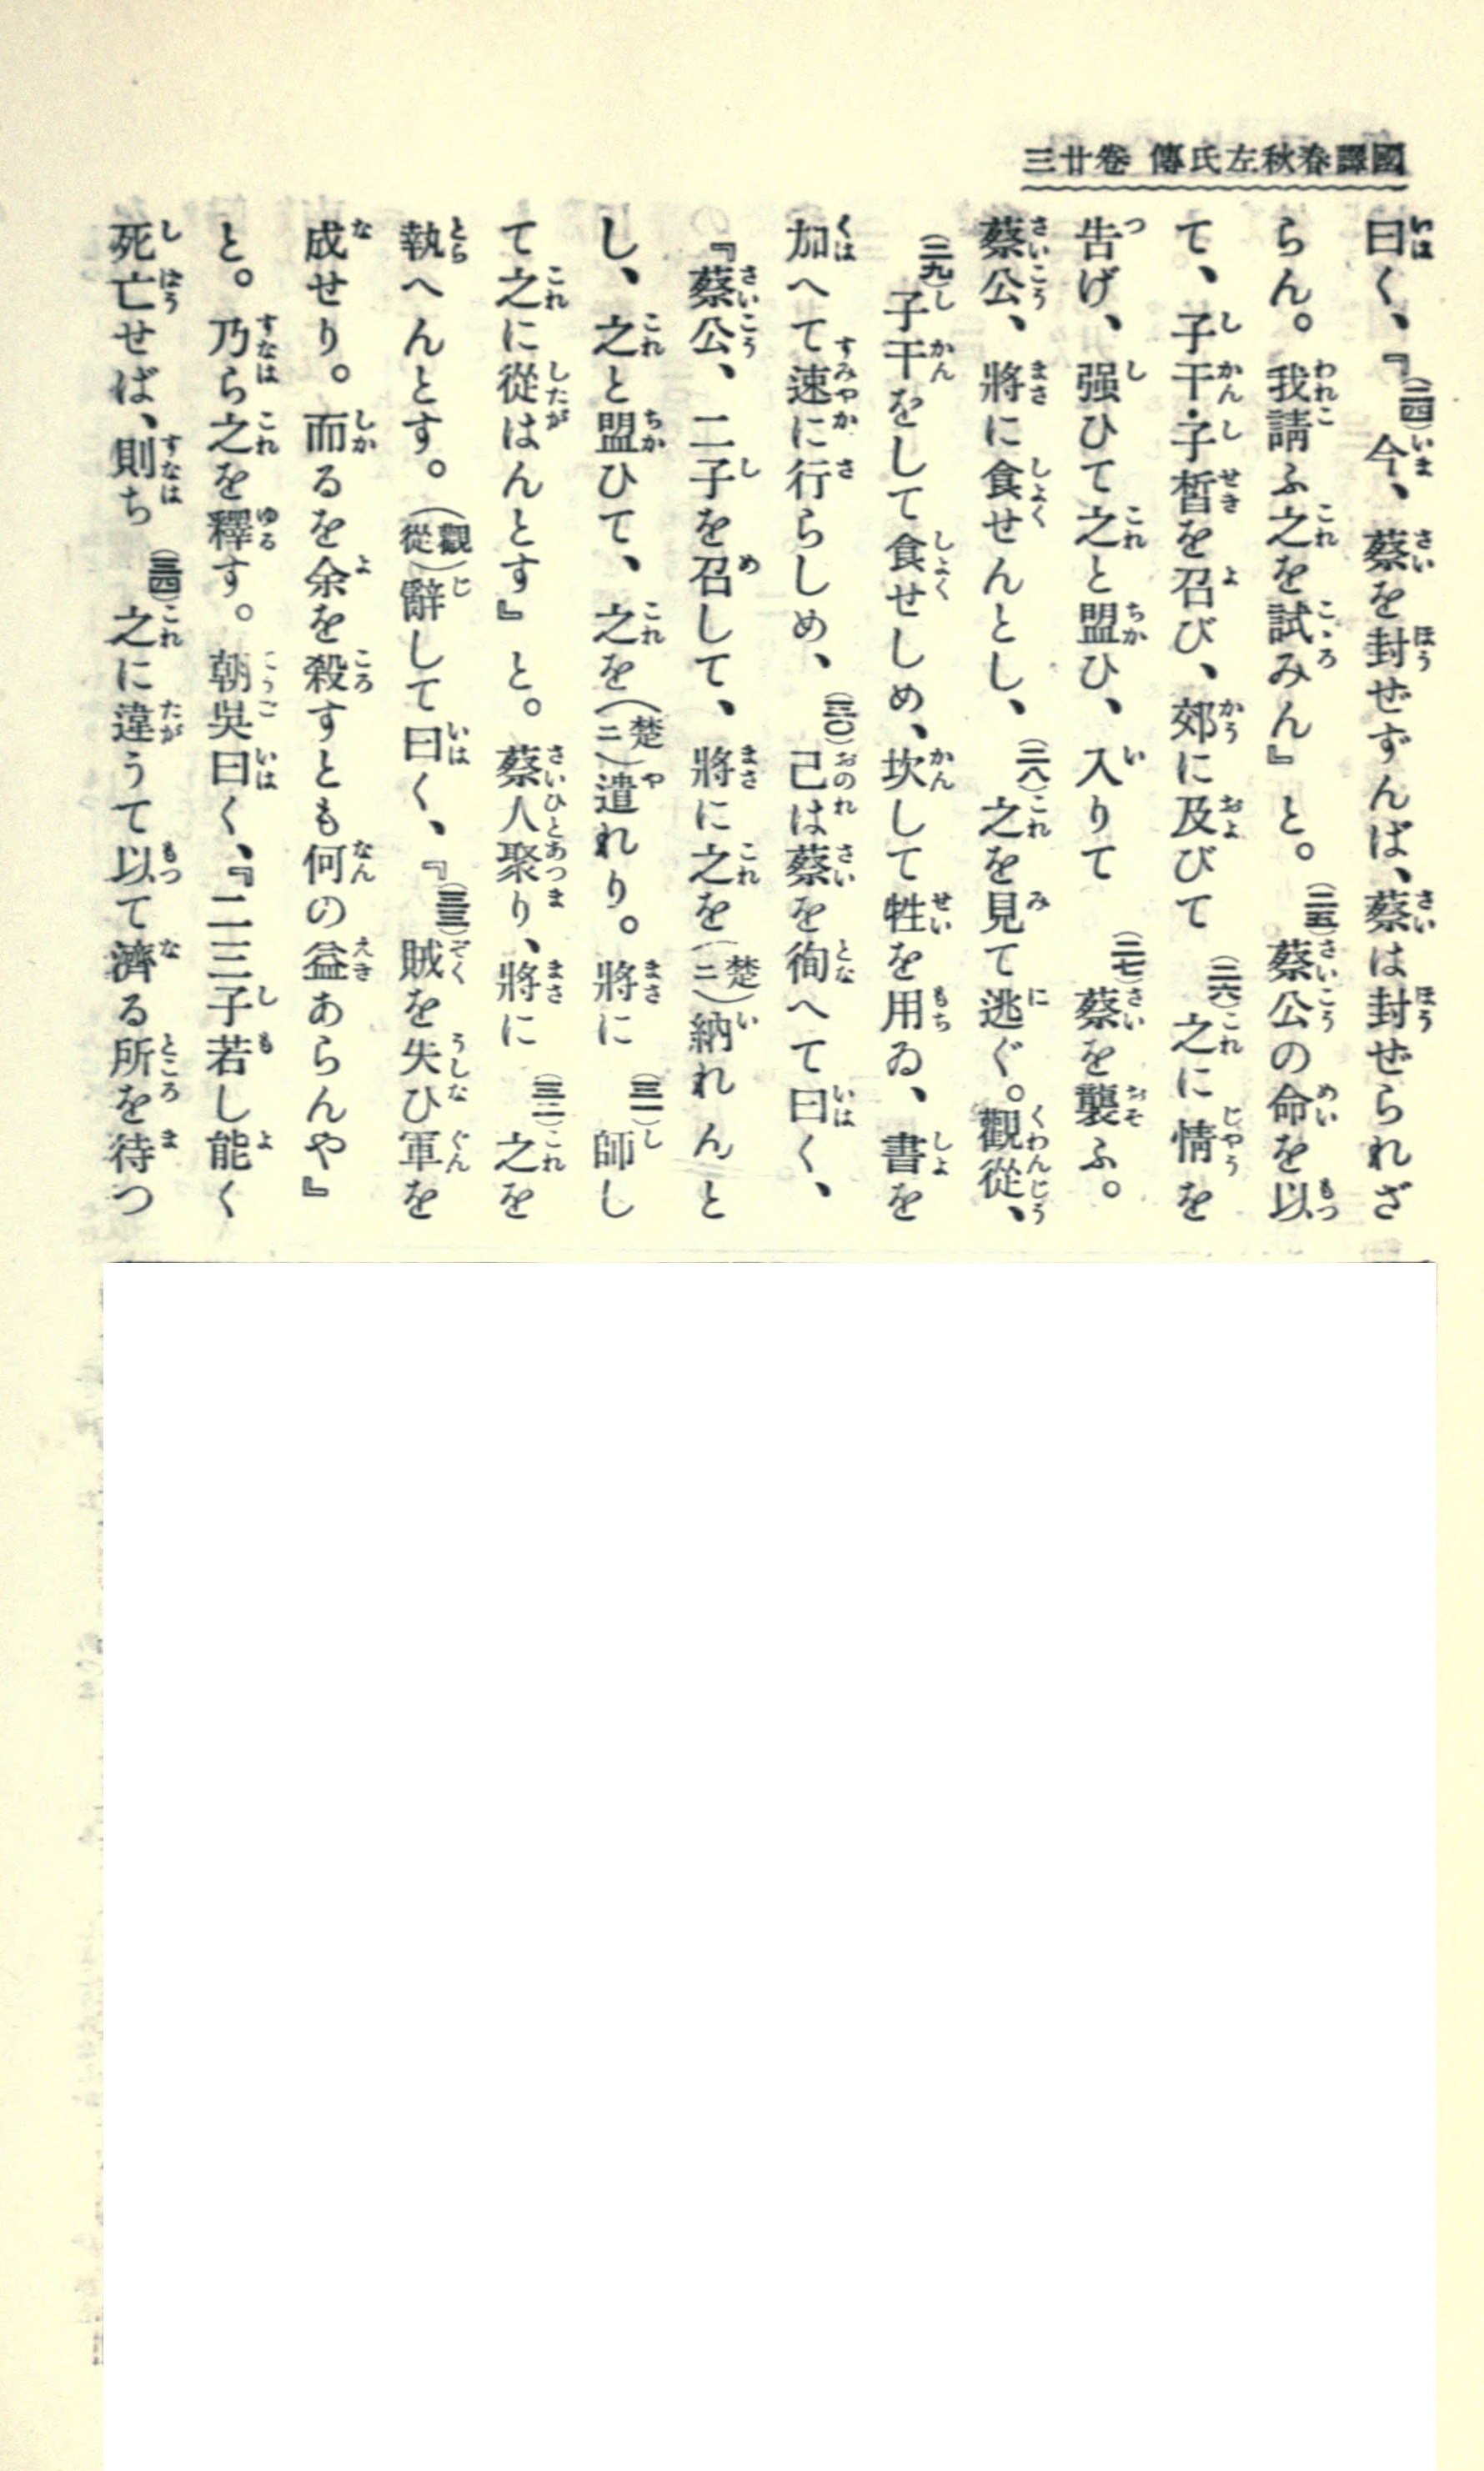 國譯春秋左氏傳 卷廿三
曰く、『(二四)今、蔡を封ぜずんば、蔡は封ぜられざ
らん。我請ふ之を試みん』と。(二五)蔡公の命を以
て、子干・子晳を召び、郊に及びて(二六)之に情を
告げ、强ひて之と盟ひ、入りて(二七)蔡を襲ふ。
蔡公、將に食せんとし、(二八)之を見て逃ぐ。觀從、
(二九)子干をして食せしめ、坎して牲を用ゐ、書を
加へて速に行らしめ、(三〇)己は蔡を徇へて曰く、
『蔡公、二子を召して、將に之を(楚ニ)納れんと
し、之と盟ひて、之を(楚ニ)遣れり。將に(三一)師し
て之に從はんとす』と。蔡人聚り、將に(三二)之を
執へんとす。(觀從)辭して曰く、『(三三)賊を失ひ軍を
成せり。而るを余を殺すとも何の益あらんや』
と。乃ら之を釋す。朝吳曰く、『二三子若し能く
死亡せば、則ち(三四)之に違うて以て濟る所を待つ